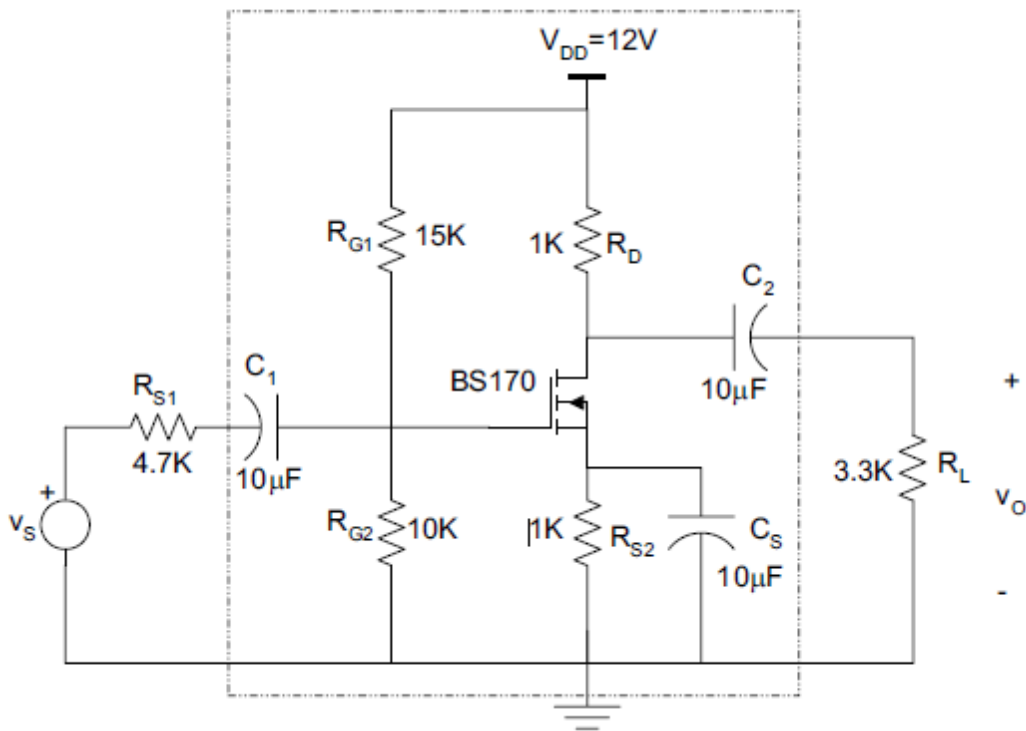 V_DD=12V
R_G1
15K
1K
R_D
C_2
10μF
BS170
C_1
10μF
R_S1
4.7K
+
v_S
R_G2
10K
1K
R_S2
C_S
10μF
3.3K
R_L
+
v_O
-